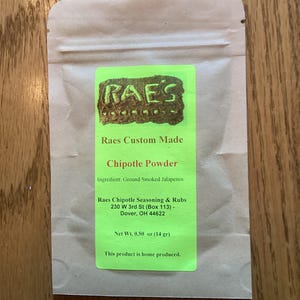 RAE'S
Raes Custom Made
Chipotle Powder
Ingredient: Ground Smoked Jalapenos
Raes Chipotle Seasoning & Rubs
230 W 3rd St (Box 113) -
Dover, OH 44622
Net Wt. 0.50 oz (14 gr)
This product is home produced.